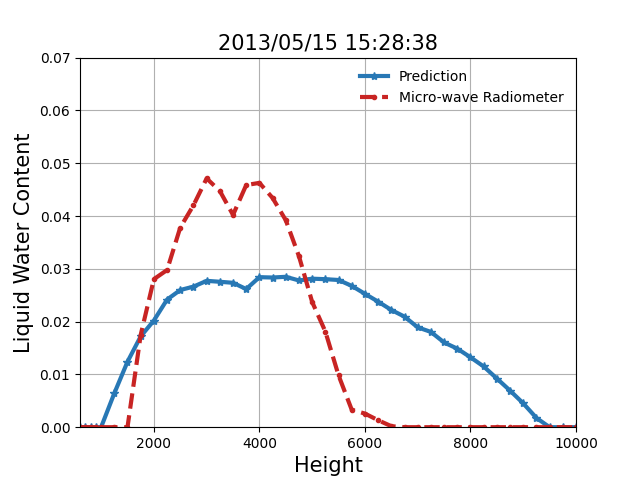 2013/05/15 15:28:38
0.07
0.06
0.05
0.04
0.03
0.02
0.01
0.00
Liquid Water Content
Prediction
Micro-wave Radiometer
2000 4000 6000 8000 10000
Height